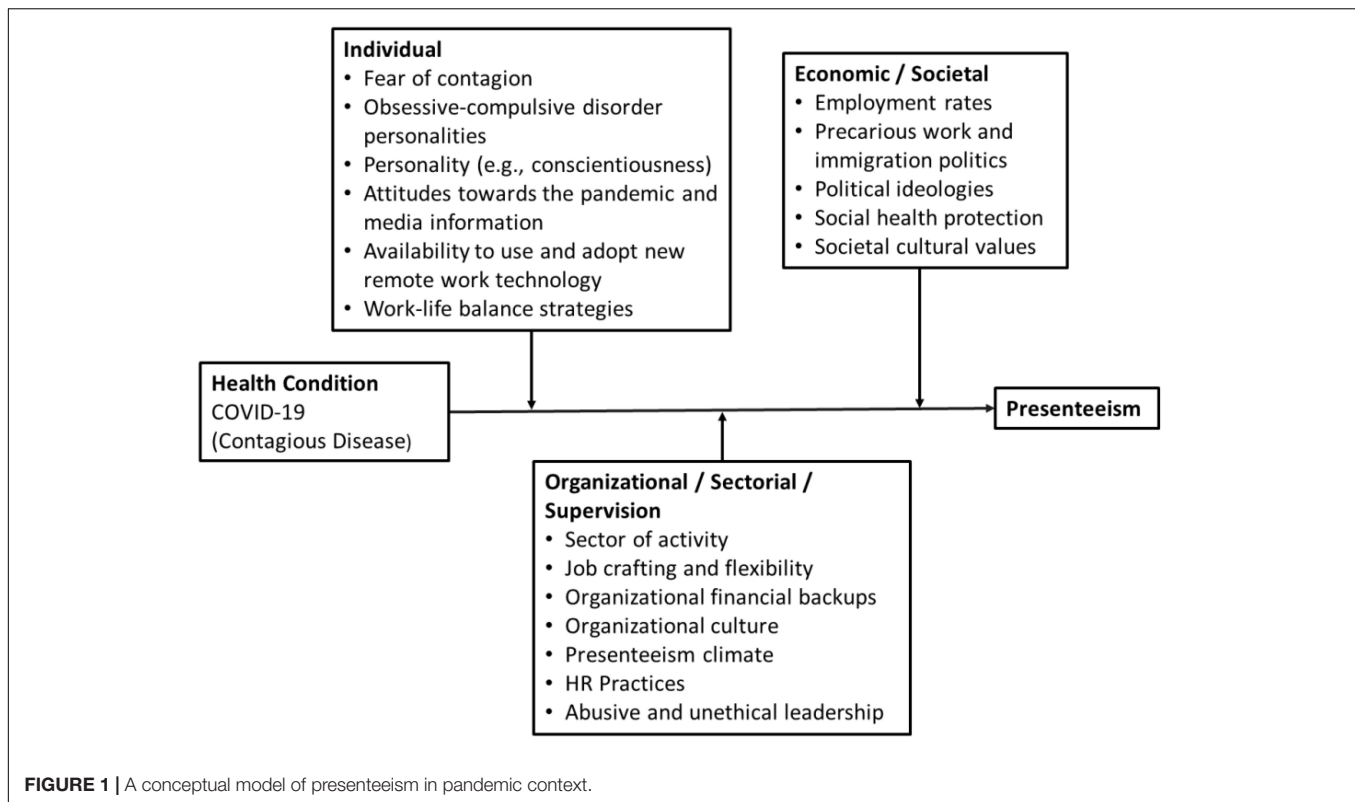 Individual
• Fear of contagion
• Obsessive-compulsive disorder
personalities
• Personality (e.g., conscientiousness)
• Attitudes towards the pandemic and
media information
• Availability to use and adopt new
remote work technology
• Work-life balance strategies
Economic / Societal
• Employment rates
• Precarious work and
immigration politics
• Political ideologies
• Social health protection
• Societal cultural values
Health Condition
COVID-19
(Contagious Disease)
Presenteeism
Organizational / Sectorial /
Supervision
• Sector of activity
• Job crafting and flexibility
• Organizational financial backups
• Organizational culture
• Presenteeism climate
• HR Practices
• Abusive and unethical leadership
FIGURE 1 | A conceptual model of presenteeism in pandemic context.